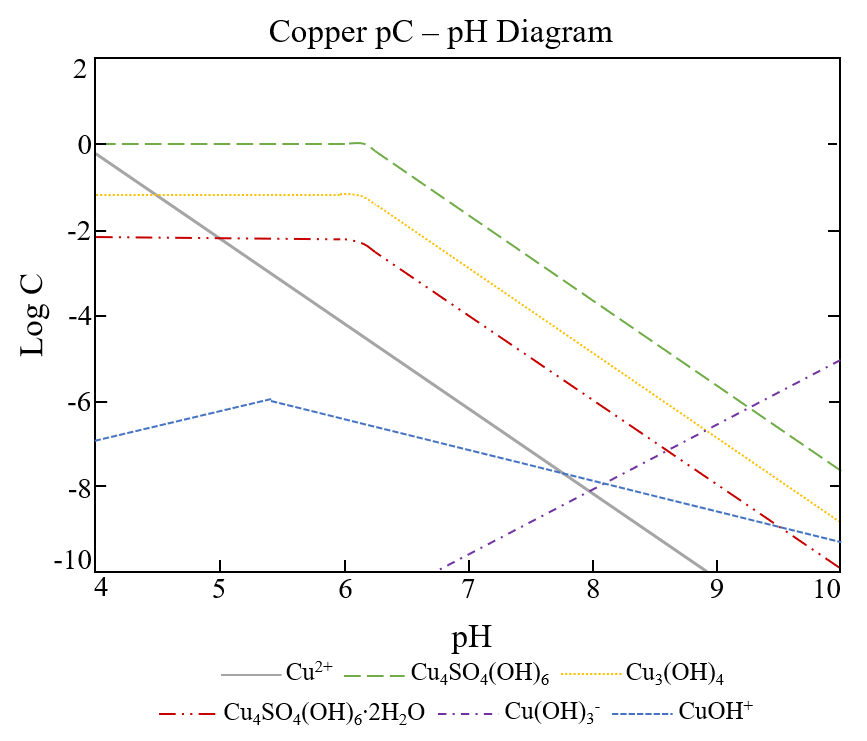 Copper pC – pH Diagram
2
0
-2
-4
-6
-8
-10
Log C
4 5 6 7 8 9 10
pH
Cu²⁺ Cu₄SO₄(OH)₆ Cu₃(OH)₄
Cu₄SO₄(OH)₆·2H₂O Cu(OH)₃⁻ CuOH⁺